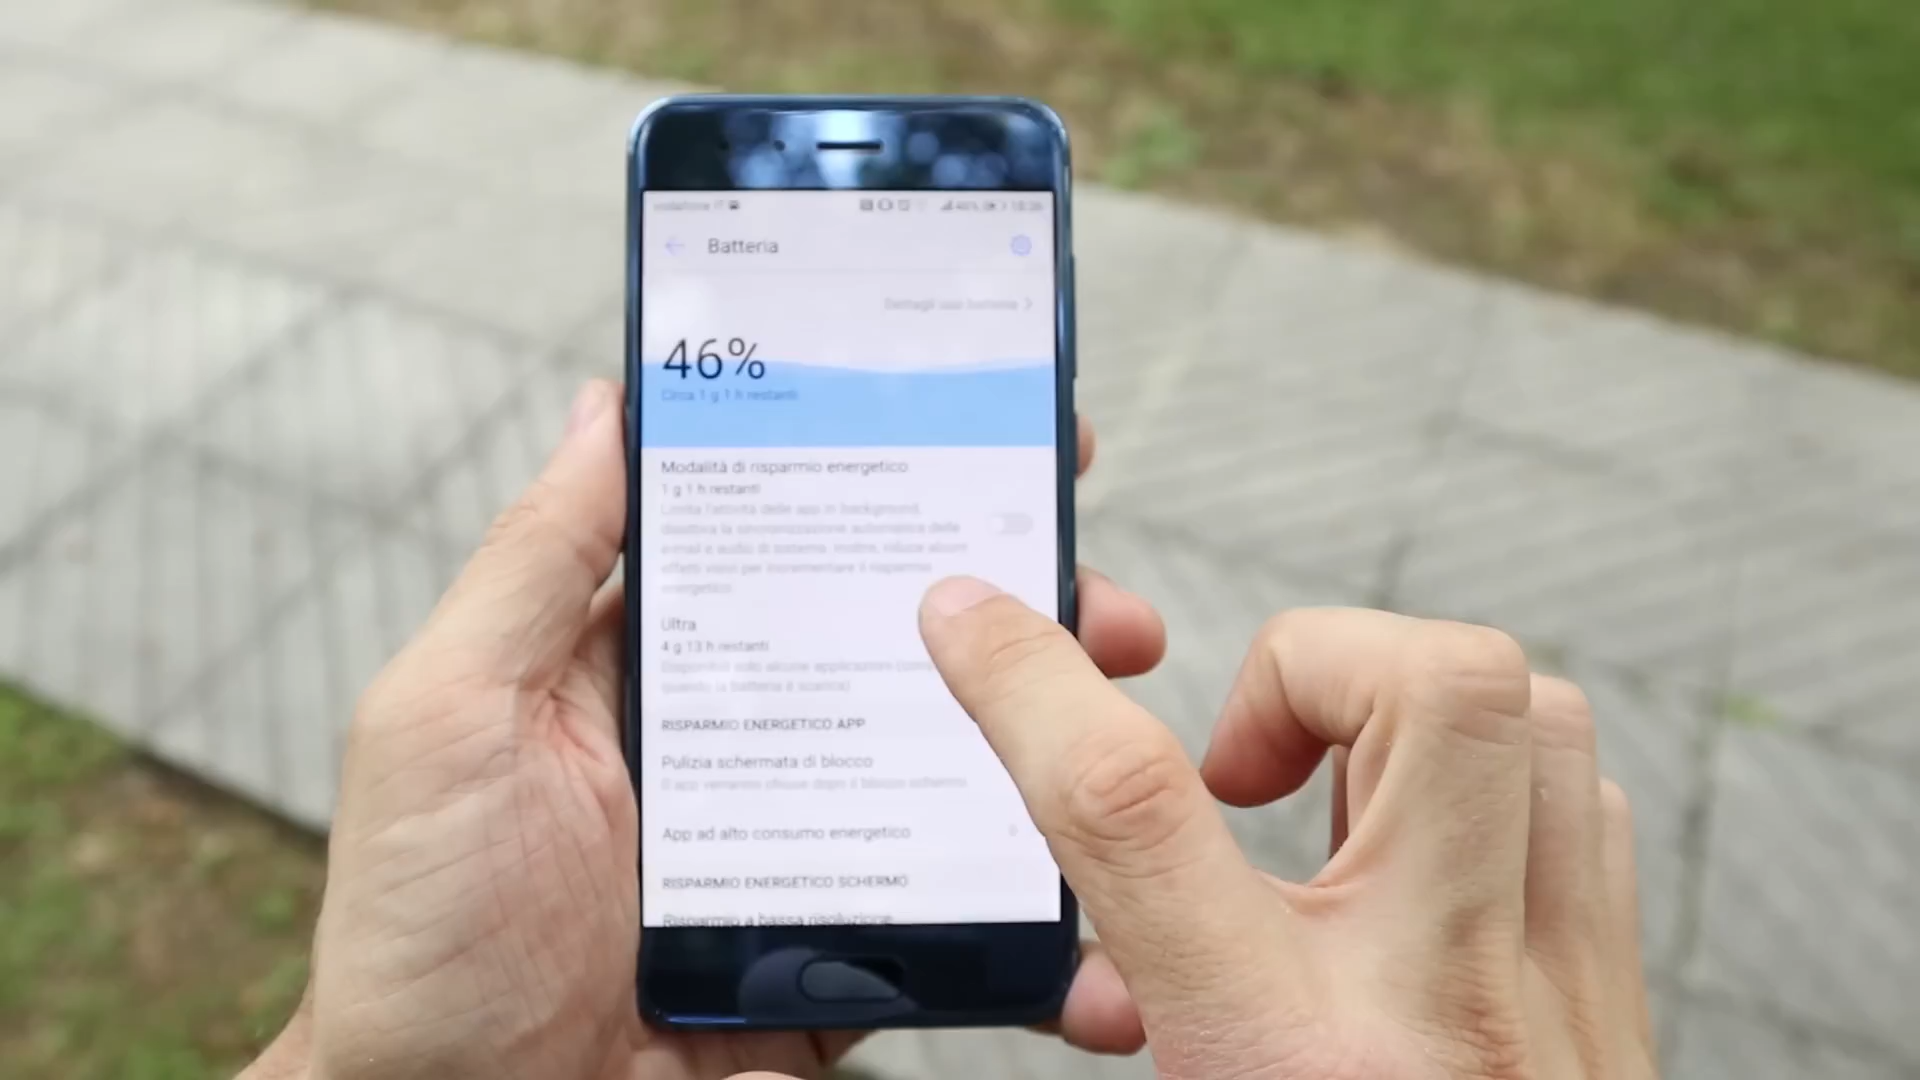 vodafone IT
Batteria
Dettagli uso batteria
46%
Circa 1 g 1 h restanti
Modalità di risparmio energetico
1 g 1 h restanti
Limita l'attività delle app in background,
disattiva la sincronizzazione automatica delle
e-mail e audio di sistema. Inoltre, riduce alcuni
effetti visivi per incrementare il risparmio
energetico.
Ultra
4 g 13 h restanti
Disponibili solo alcune applicazioni
quando la batteria è scarica)
RISPARMIO ENERGETICO APP
Pulizia schermata di blocco
0 app verranno chiuse dopo il blocco schermo
App ad alto consumo energetico 0
RISPARMIO ENERGETICO SCHERMO
Risparmio a bassa risoluzione